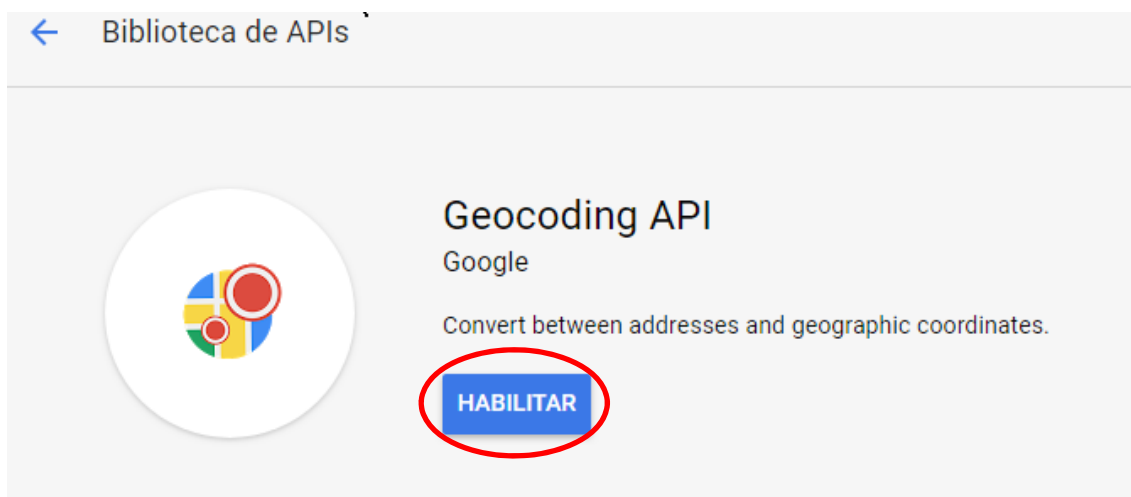 Biblioteca de APIs
Geocoding API
Google
Convert between addresses and geographic coordinates.
HABILITAR